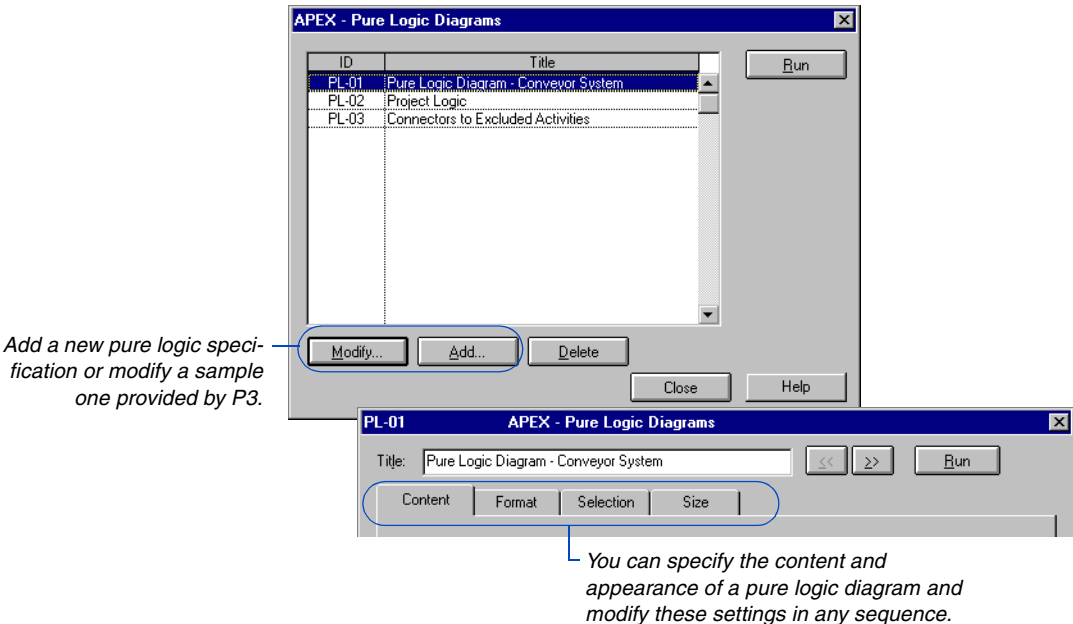 APEX - Pure Logic Diagrams
ID Title
Run
PL-01 Pure Logic Diagram - Conveyor System
PL-02 Project Logic
PL-03 Connectors to Excluded Activities
Add a new pure logic speci-
fication or modify a sample
one provided by P3.
Modify... Add... Delete
Close Help
PL-01 APEX - Pure Logic Diagrams
Title: Pure Logic Diagram - Conveyor System << >> Run
Content Format Selection Size
You can specify the content and
appearance of a pure logic diagram and
modify these settings in any sequence.